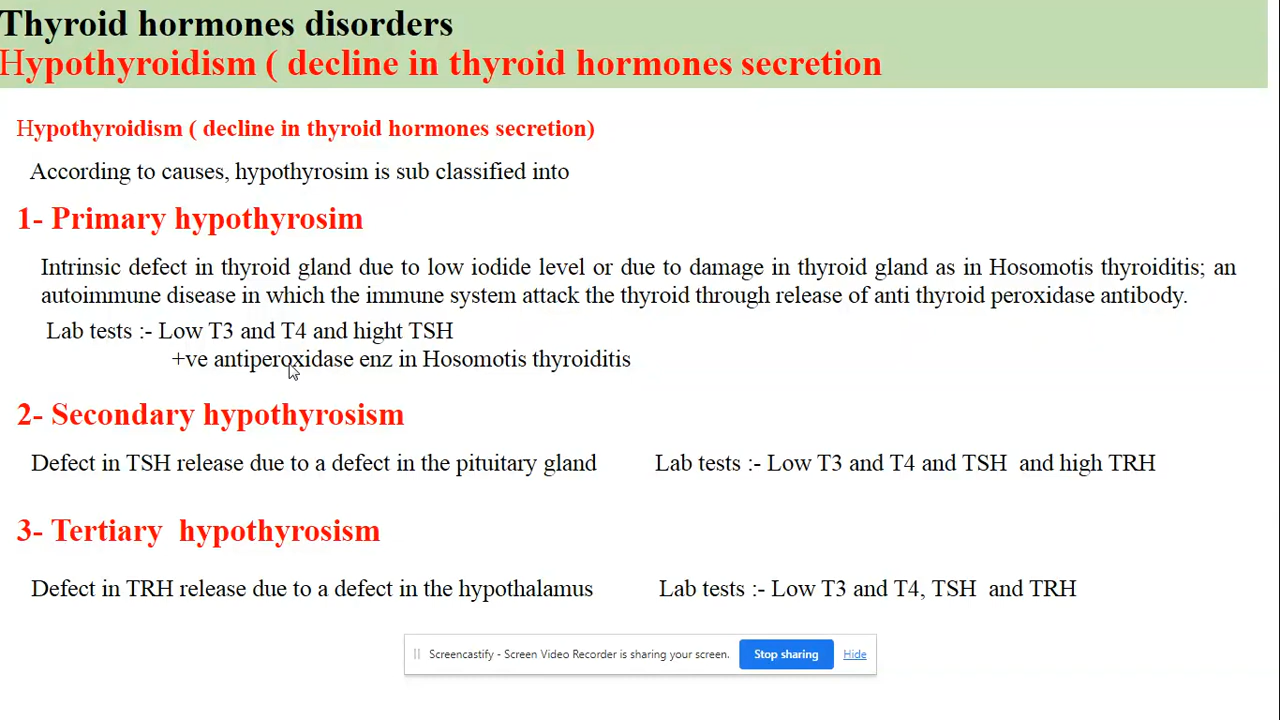 Thyroid hormones disorders
Hypothyroidism ( decline in thyroid hormones secretion
Hypothyroidism ( decline in thyroid hormones secretion)
According to causes, hypothyrosim is sub classified into
1- Primary hypothyrosim
Intrinsic defect in thyroid gland due to low iodide level or due to damage in thyroid gland as in Hosomotis thyroiditis; an
autoimmune disease in which the immune system attack the thyroid through release of anti thyroid peroxidase antibody.
Lab tests :- Low T3 and T4 and hight TSH
+ve antiperoxidase enz in Hosomotis thyroiditis
2- Secondary hypothyrosism
Defect in TSH release due to a defect in the pituitary gland Lab tests :- Low T3 and T4 and TSH and high TRH
3- Tertiary hypothyrosism
Defect in TRH release due to a defect in the hypothalamus Lab tests :- Low T3 and T4, TSH and TRH
Screencastify - Screen Video Recorder is sharing your screen. Stop sharing Hide